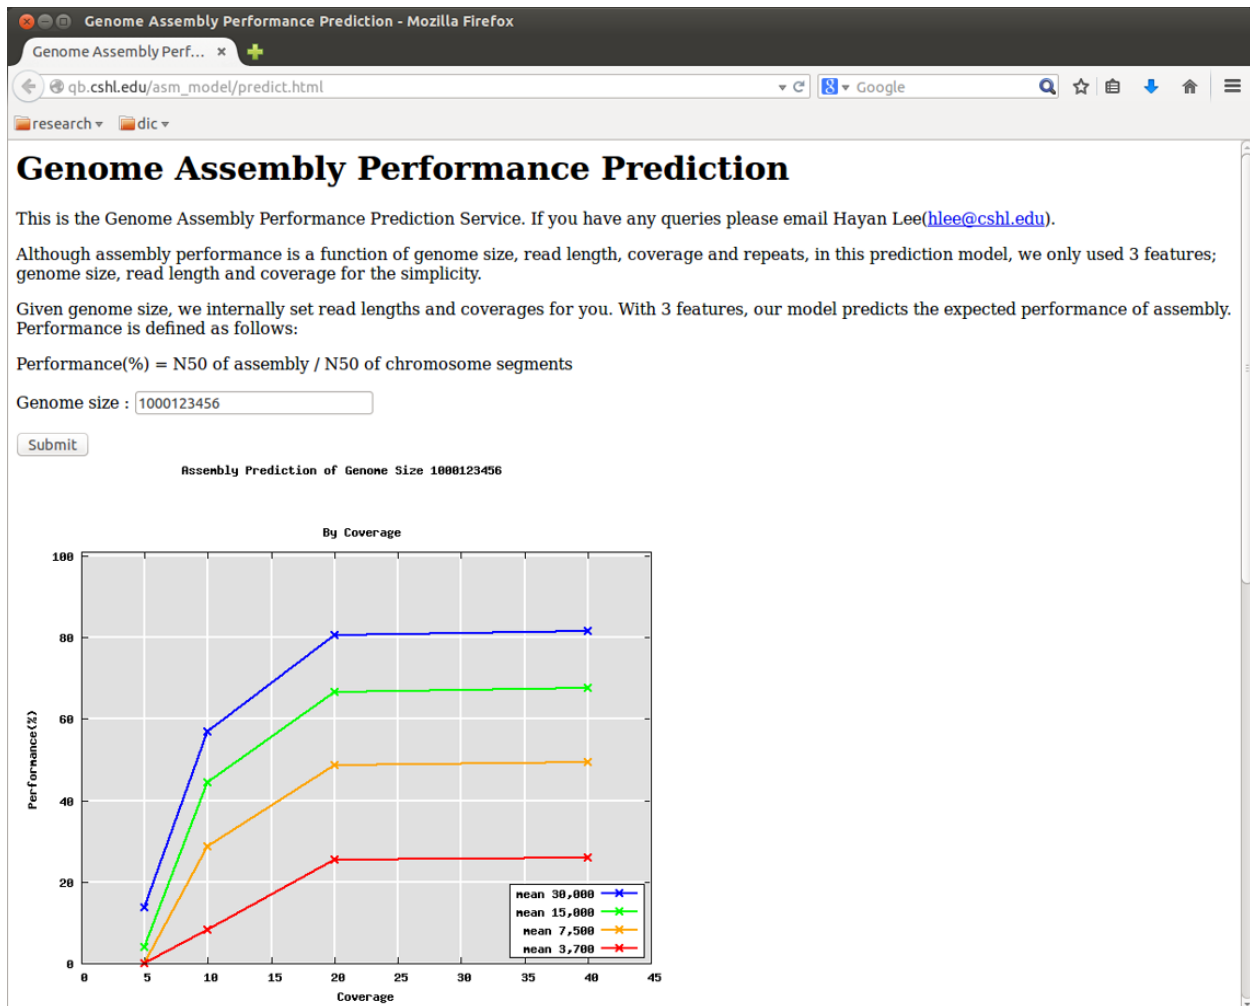 Genome Assembly Performance Prediction - Mozilla Firefox
Genome Assembly Perf...
qb.cshl.edu/asm_model/predict.html
Google
research
dic
Genome Assembly Performance Prediction
This is the Genome Assembly Performance Prediction Service. If you have any queries please email Hayan Lee(hlee@cshl.edu).
Although assembly performance is a function of genome size, read length, coverage and repeats, in this prediction model, we only used 3 features;
genome size, read length and coverage for the simplicity.
Given genome size, we internally set read lengths and coverages for you. With 3 features, our model predicts the expected performance of assembly.
Performance is defined as follows:
Performance(%) = N50 of assembly / N50 of chromosome segments
Genome size : 1000123456
Submit
Assembly Prediction of Genome Size 1000123456
By Coverage
100
80
60
40
20
0
Performance(%)
mean 30,000
mean 15,000
mean 7,500
mean 3,700
0 5 10 15 20 25 30 35 40 45
Coverage